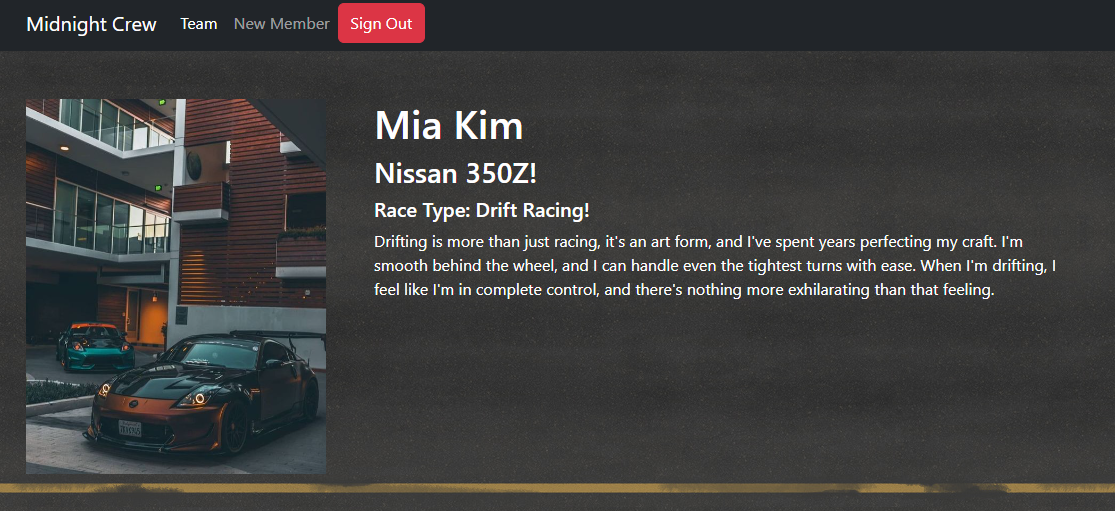 Midnight Crew Team New Member Sign Out
Mia Kim
Nissan 350Z!
Race Type: Drift Racing!
Drifting is more than just racing, it's an art form, and I've spent years perfecting my craft. I'm
smooth behind the wheel, and I can handle even the tightest turns with ease. When I'm drifting, I
feel like I'm in complete control, and there's nothing more exhilarating than that feeling.